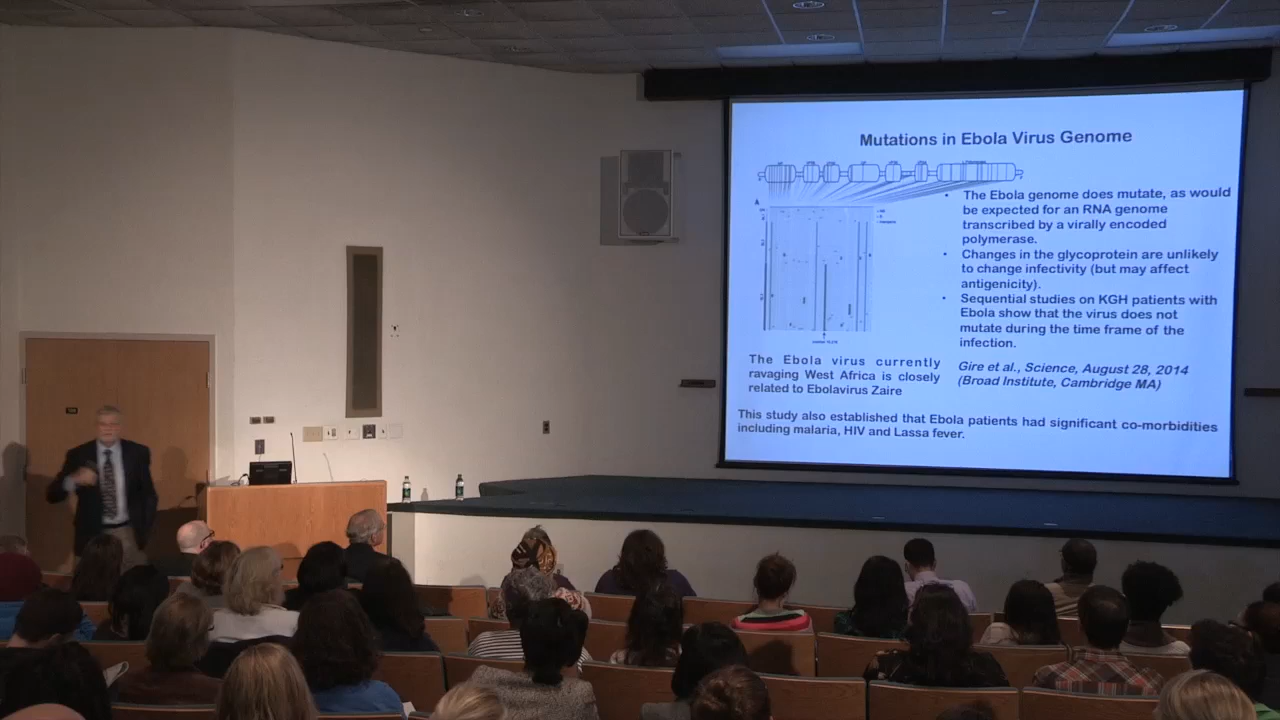 Mutations in Ebola Virus Genome
A
• The Ebola genome does mutate, as would
be expected for an RNA genome
transcribed by a virally encoded
polymerase.
• Changes in the glycoprotein are unlikely
to change infectivity (but may affect
antigenicity).
• Sequential studies on KGH patients with
Ebola show that the virus does not
mutate during the time frame of the
infection.
The Ebola virus currently
ravaging West Africa is closely
related to Ebolavirus Zaire
Gire et al., Science, August 28, 2014
(Broad Institute, Cambridge MA)
This study also established that Ebola patients had significant co-morbidities
including malaria, HIV and Lassa fever.